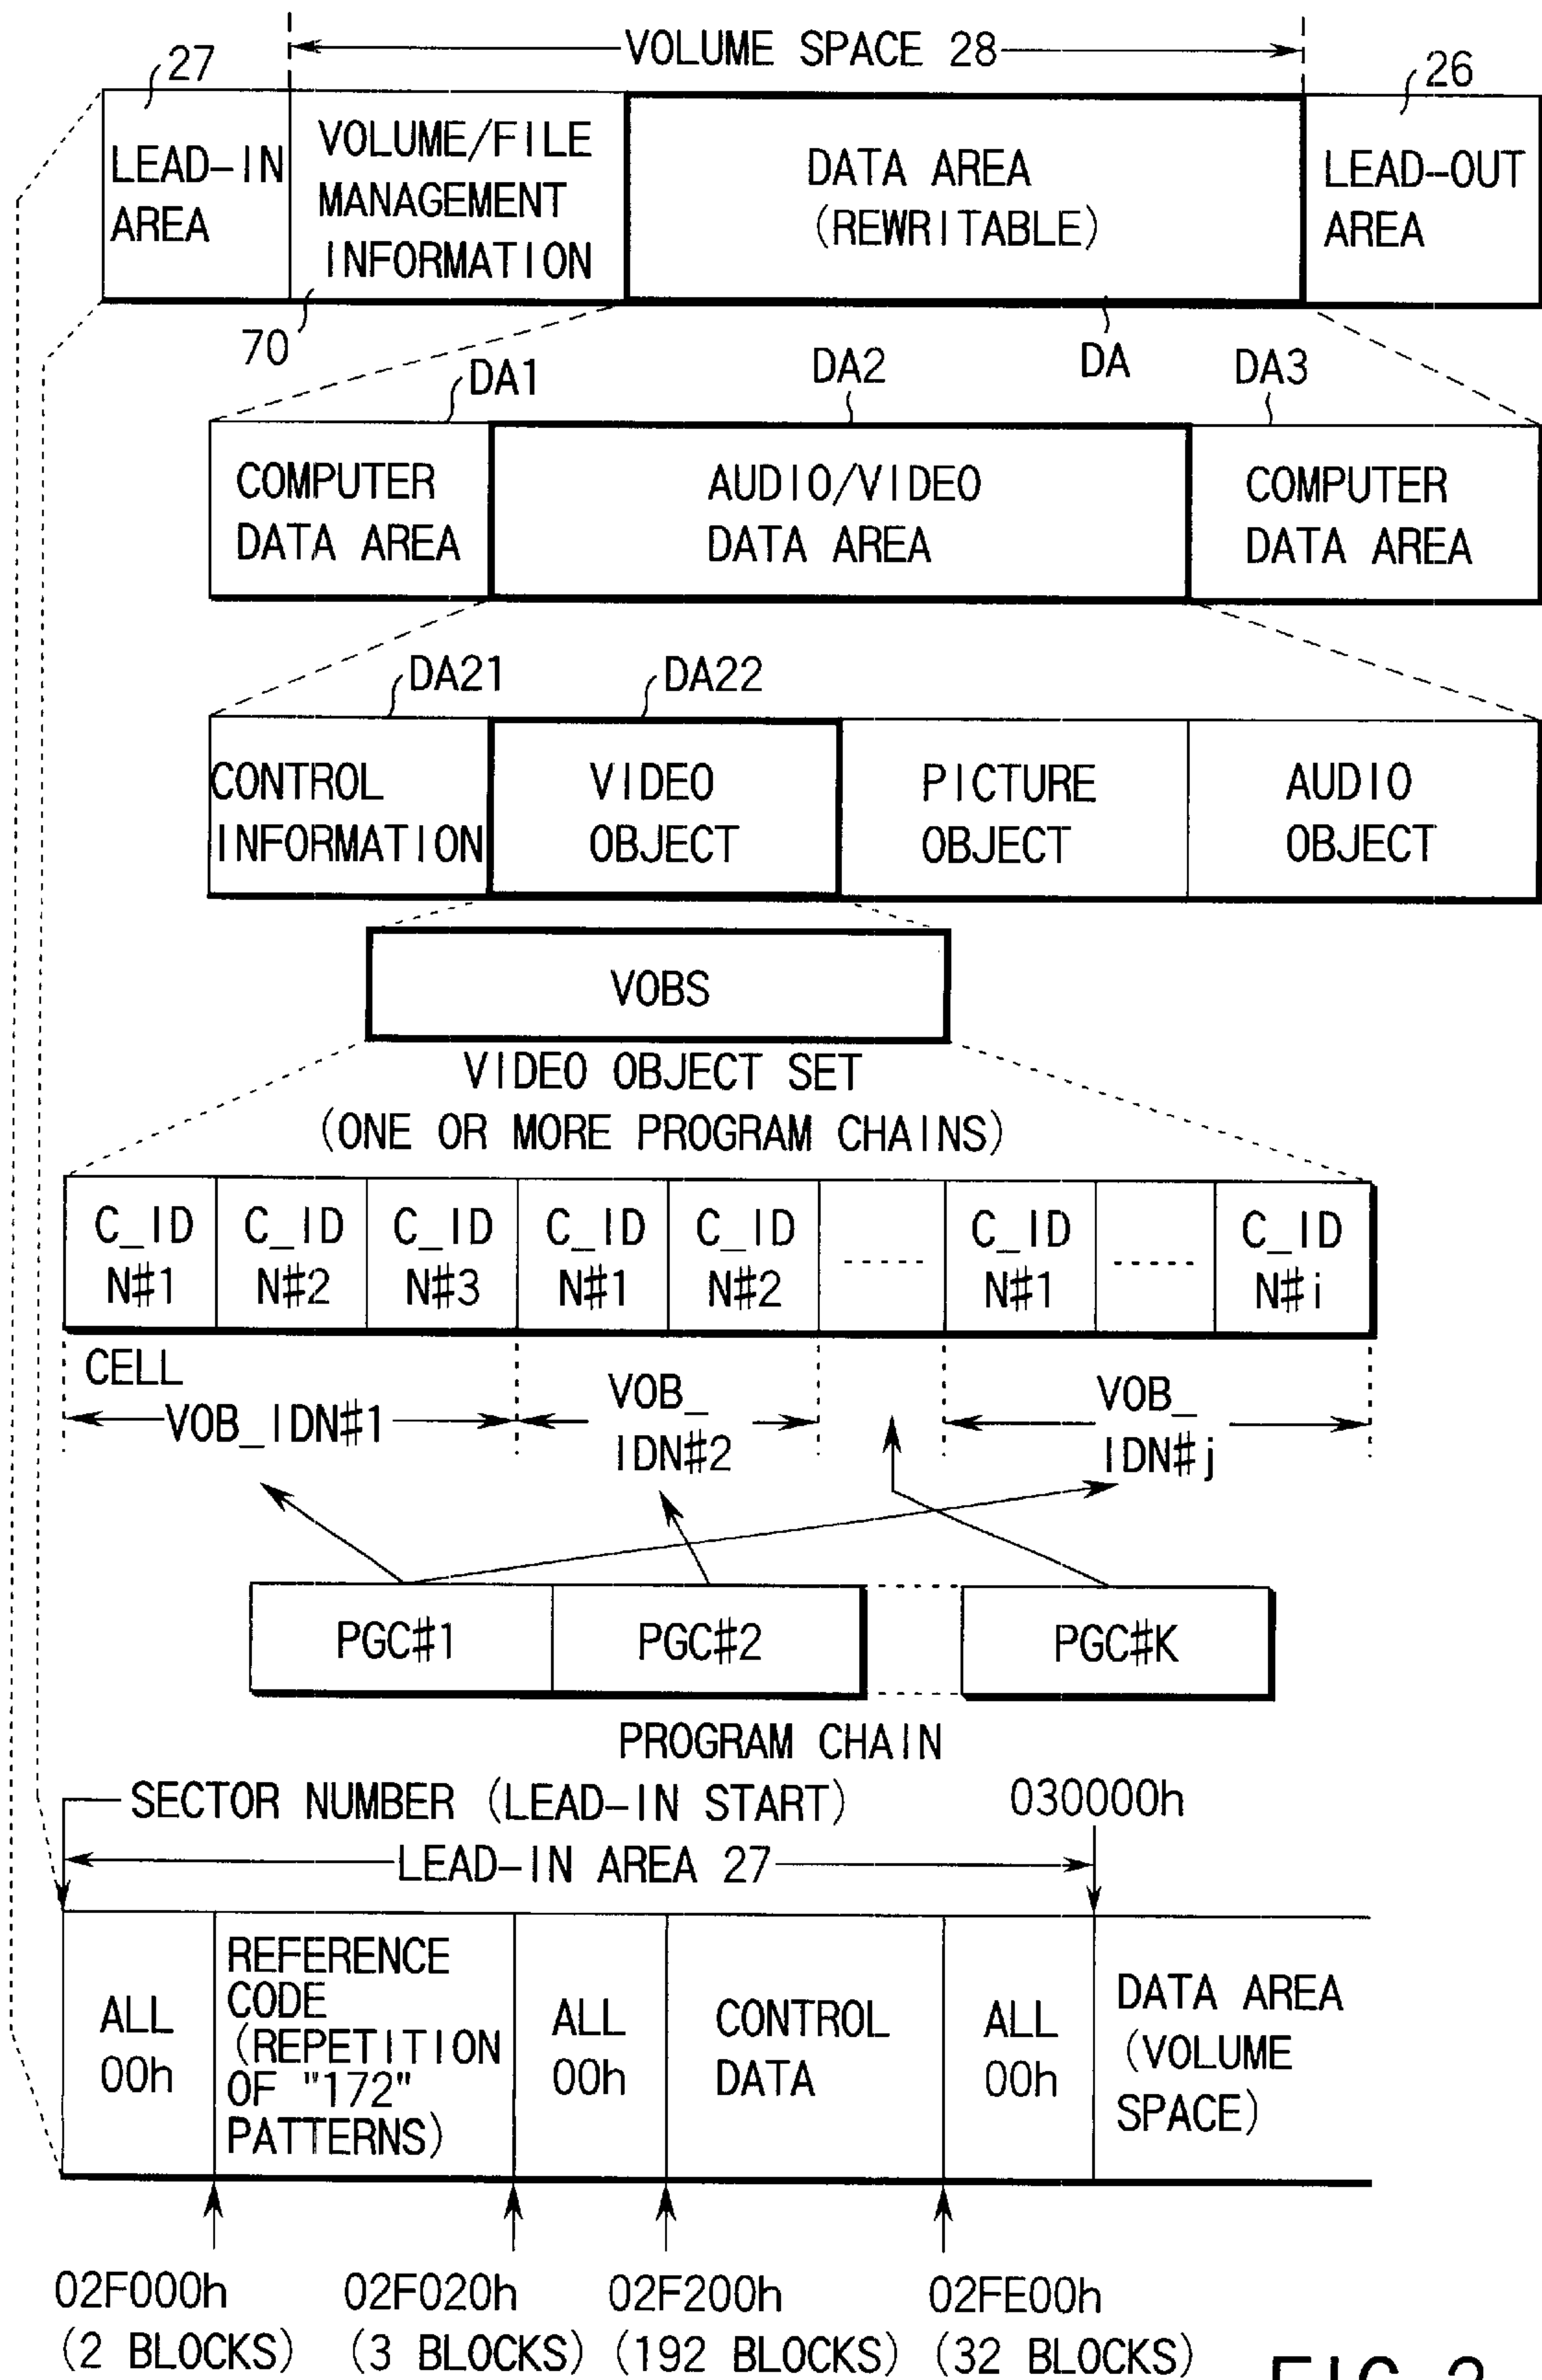 VOLUME SPACE 28
27
26
LEAD-IN
AREA
VOLUME/FILE
MANAGEMENT
INFORMATION
DATA AREA
(REWRITABLE)
LEAD-OUT
AREA
70
DA
DA1
DA2
DA3
COMPUTER
DATA AREA
AUDIO/VIDEO
DATA AREA
COMPUTER
DATA AREA
DA21
DA22
CONTROL
INFORMATION
VIDEO
OBJECT
PICTURE
OBJECT
AUDIO
OBJECT
VOBS
VIDEO OBJECT SET
(ONE OR MORE PROGRAM CHAINS)
C_ID
N#1
C_ID
N#2
C_ID
N#3
C_ID
N#1
C_ID
N#2
C_ID
N#1
C_ID
N#i
CELL
VOB_IDN#1
VOB_
IDN#2
VOB_
IDN#j
PGC#1
PGC#2
PGC#K
PROGRAM CHAIN
SECTOR NUMBER (LEAD-IN START)
030000h
LEAD-IN AREA 27
ALL
00h
REFERENCE
CODE
(REPETITION
OF "172"
PATTERNS)
ALL
00h
CONTROL
DATA
ALL
00h
DATA AREA
(VOLUME
SPACE)
02F000h
(2 BLOCKS)
02F020h
(3 BLOCKS)
02F200h
(192 BLOCKS)
02FE00h
(32 BLOCKS)